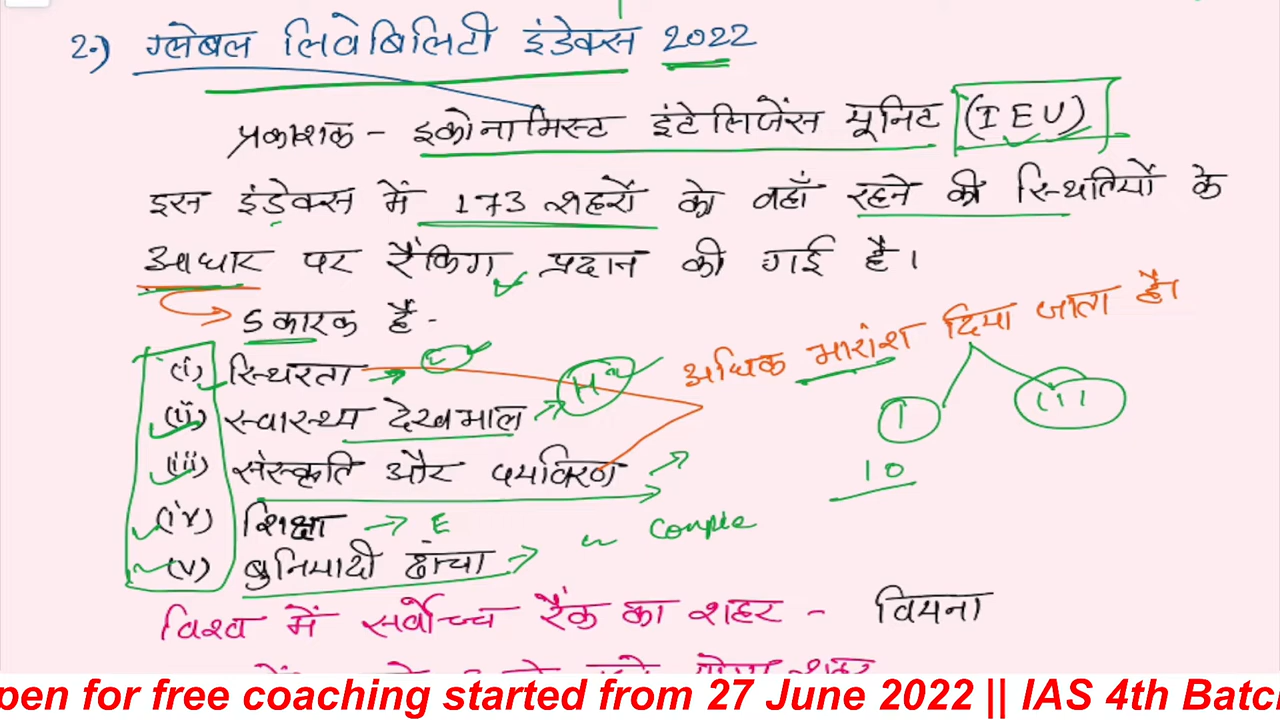 2.) ग्लेबल लिवेबिलिटी इंडेक्स 2022
प्रकाशक - इकोनामिस्ट इंटेलिजेंस यूनिट (IEU)
इस इंडेक्स में 173 शहरों को वहाँ रहने की स्थितियों के
आधार पर रैंकिग प्रदान की गई है।
5 कारक हैं -
अधिक भारांश दिया जाता है।
(i) स्थिरता
H
(ii) स्वास्थ्य देखभाल
I
(iii)
(iii) संस्कृति और पर्यावरण
10
(iv) शिक्षा → E
(v) बुनियादी ढांचा
विश्व में सर्वोच्च रैंक का शहर - वियना
pen for free coaching started from 27 June 2022 || IAS 4th Batc